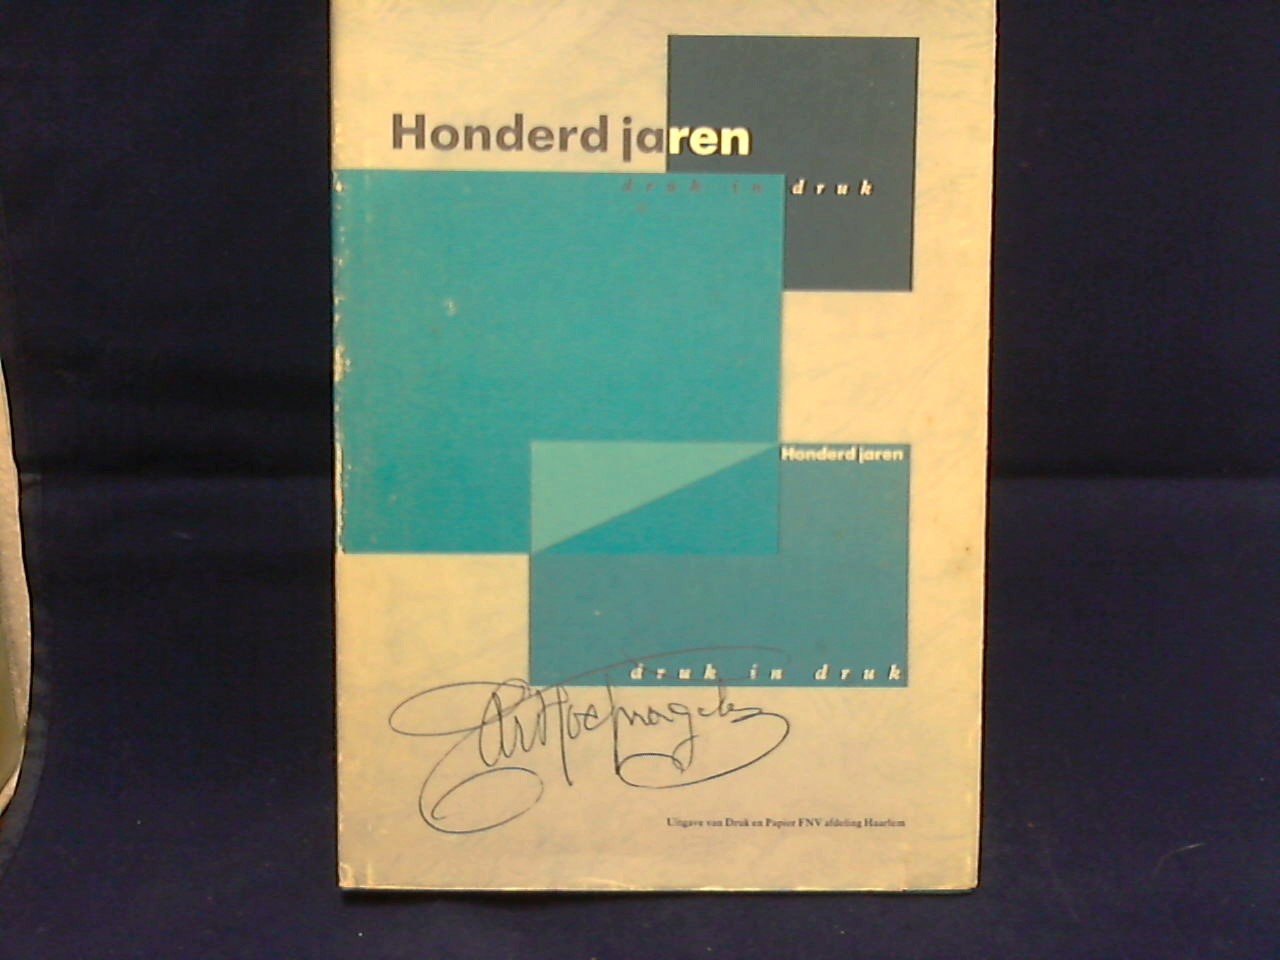 Honderd jaren
druk in druk
Honderd jaren
druk in druk
Uitgave van Druk en Papier FNV afdeling Haarlem